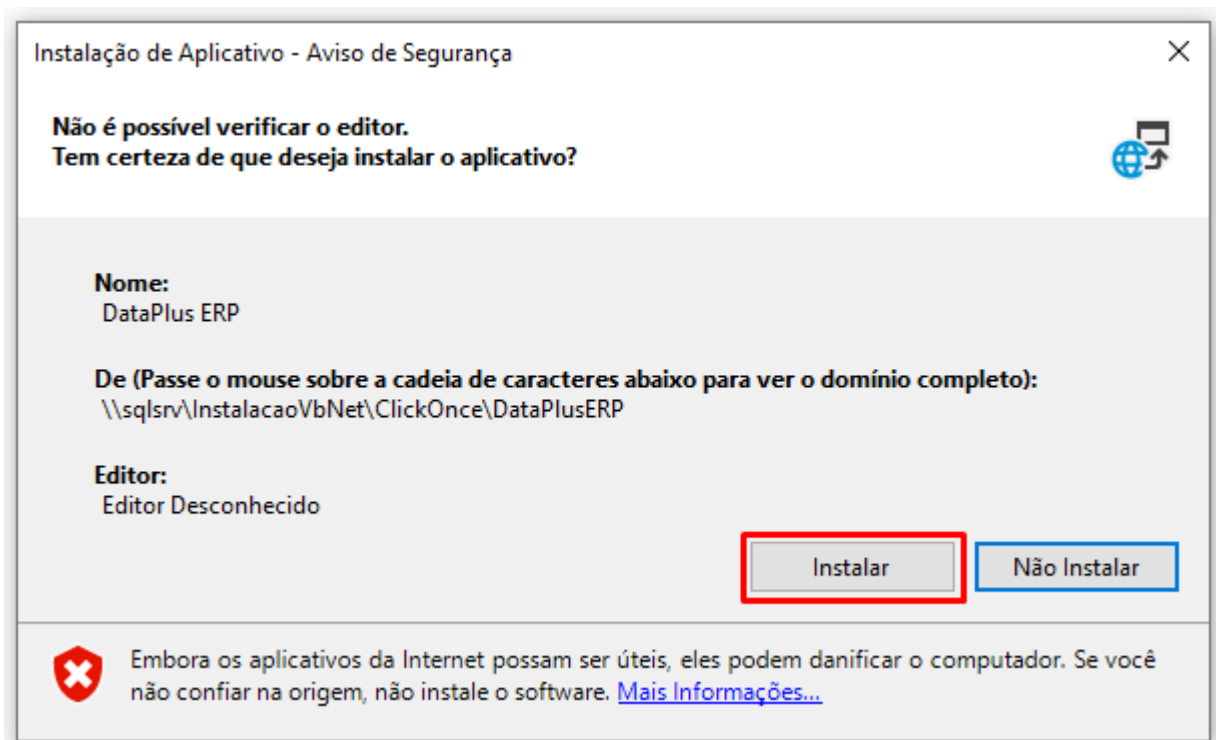 Instalação de Aplicativo - Aviso de Segurança
Não é possível verificar o editor.
Tem certeza de que deseja instalar o aplicativo?
Nome:
DataPlus ERP
De (Passe o mouse sobre a cadeia de caracteres abaixo para ver o domínio completo):
\\sqlsrv\InstalacaoVbNet\ClickOnce\DataPlusERP
Editor:
Editor Desconhecido
Instalar
Não Instalar
Embora os aplicativos da Internet possam ser úteis, eles podem danificar o computador. Se você
não confiar na origem, não instale o software. Mais Informações...